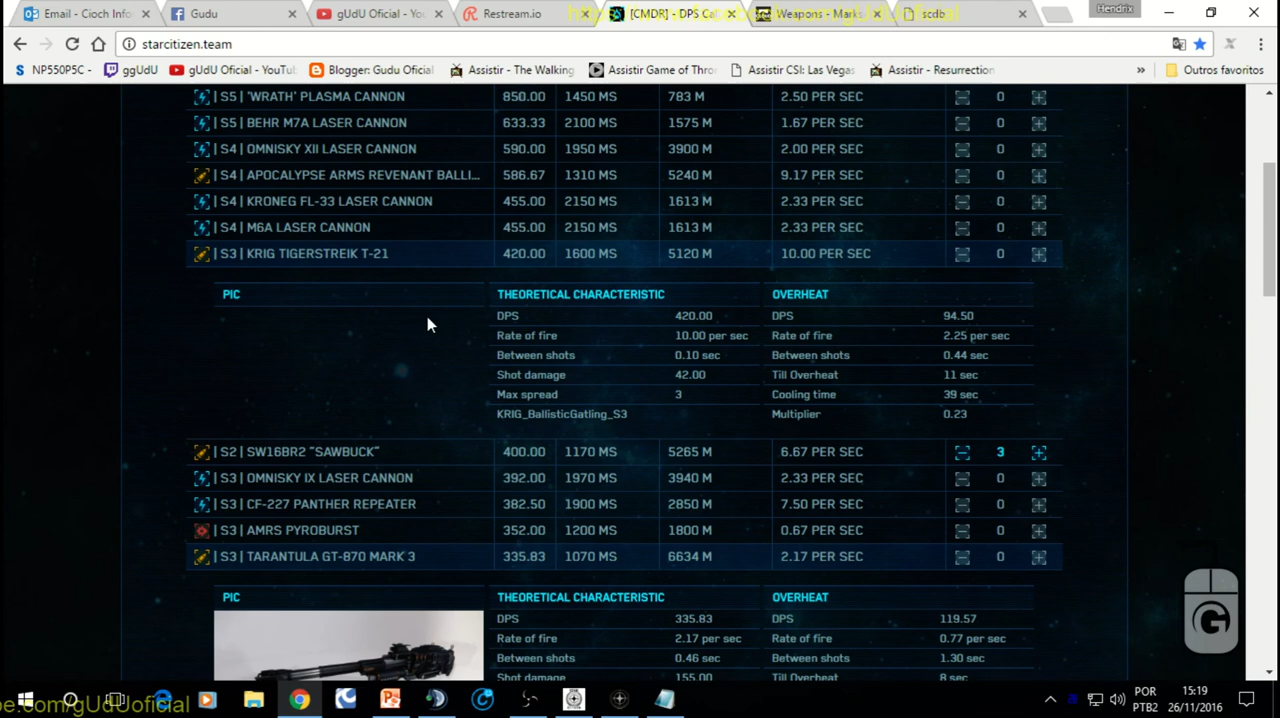 Email - Cioch Info
Gudu
gUdU Oficial - You
Restream.io
[CMDR] - DPS Cal
Weapons - Marks
scdb
Hendrix
starcitizen.team
NP550P5C -
ggUdU
gUdU Oficial - YouTub
Blogger: Gudu Oficial
Assistir - The Walking
Assistir Game of Thro
Assistir CSI: Las Vegas
Assistir - Resurrection
»
Outros favoritos
| S5 | 'WRATH' PLASMA CANNON 850.00 1450 MS 783 M 2.50 PER SEC 0
| S5 | BEHR M7A LASER CANNON 633.33 2100 MS 1575 M 1.67 PER SEC 0
| S4 | OMNISKY XII LASER CANNON 590.00 1950 MS 3900 M 2.00 PER SEC 0
| S4 | APOCALYPSE ARMS REVENANT BALLI... 586.67 1310 MS 5240 M 9.17 PER SEC 0
| S4 | KRONEG FL-33 LASER CANNON 455.00 2150 MS 1613 M 2.33 PER SEC 0
| S4 | M6A LASER CANNON 455.00 2150 MS 1613 M 2.33 PER SEC 0
| S3 | KRIG TIGERSTREIK T-21 420.00 1600 MS 5120 M 10.00 PER SEC 0
PIC THEORETICAL CHARACTERISTIC OVERHEAT
DPS 420.00 DPS 94.50
Rate of fire 10.00 per sec Rate of fire 2.25 per sec
Between shots 0.10 sec Between shots 0.44 sec
Shot damage 42.00 Till Overheat 11 sec
Max spread 3 Cooling time 39 sec
KRIG_BallisticGatling_S3 Multiplier 0.23
| S2 | SW16BR2 "SAWBUCK" 400.00 1170 MS 5265 M 6.67 PER SEC 3
| S3 | OMNISKY IX LASER CANNON 392.00 1970 MS 3940 M 2.33 PER SEC 0
| S3 | CF-227 PANTHER REPEATER 382.50 1900 MS 2850 M 7.50 PER SEC 0
| S3 | AMRS PYROBURST 352.00 1200 MS 1800 M 0.67 PER SEC 0
| S3 | TARANTULA GT-870 MARK 3 335.83 1070 MS 6634 M 2.17 PER SEC 0
PIC THEORETICAL CHARACTERISTIC OVERHEAT
DPS 335.83 DPS 119.57
Rate of fire 2.17 per sec Rate of fire 0.77 per sec
Between shots 0.46 sec Between shots 1.30 sec
Shot damage 155.00 Till Overheat 8 sec
be.com/gUdUoficial
POR 15:19
PTB2 26/11/2016